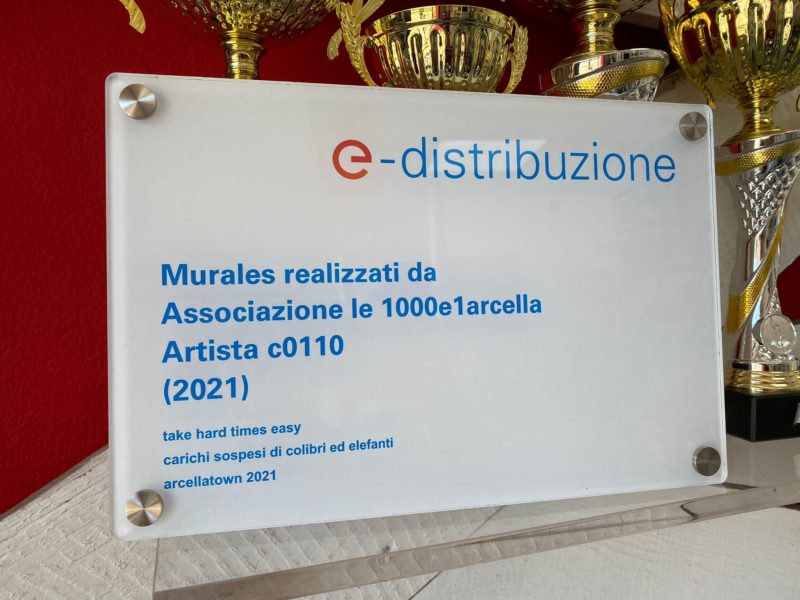 e-distribuzione
Murales realizzati da
Associazione le 1000e1arcella
Artista c0110
(2021)
take hard times easy
carichi sospesi di colibri ed elefanti
arcellatown 2021